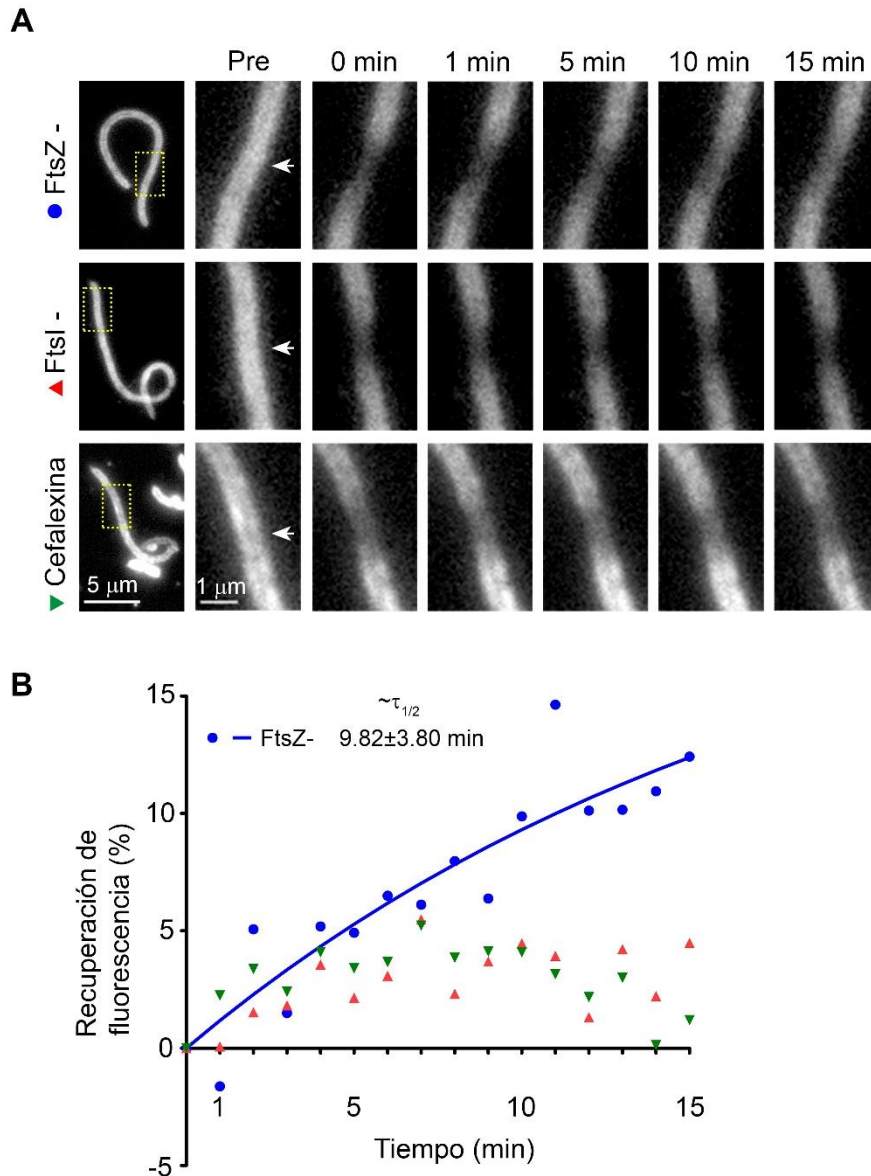 A
Pre 0 min 1 min 5 min 10 min 15 min
FtsZ -
FtsI -
Cefalexina
5 μm
1 μm
B
15
10
5
0
-5
~τ1/2
FtsZ- 9.82±3.80 min
Recuperación de
fluorescencia (%)
1 5 10 15
Tiempo (min)